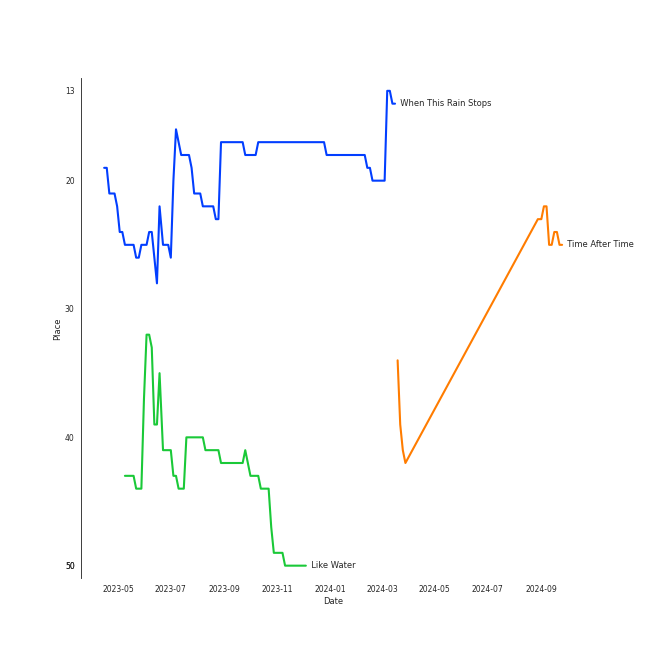 13
When This Rain Stops
20
Time After Time
30
Place
40
50
Like Water
2023-05 2023-07 2023-09 2023-11 2024-01 2024-03 2024-05 2024-07 2024-09
Date